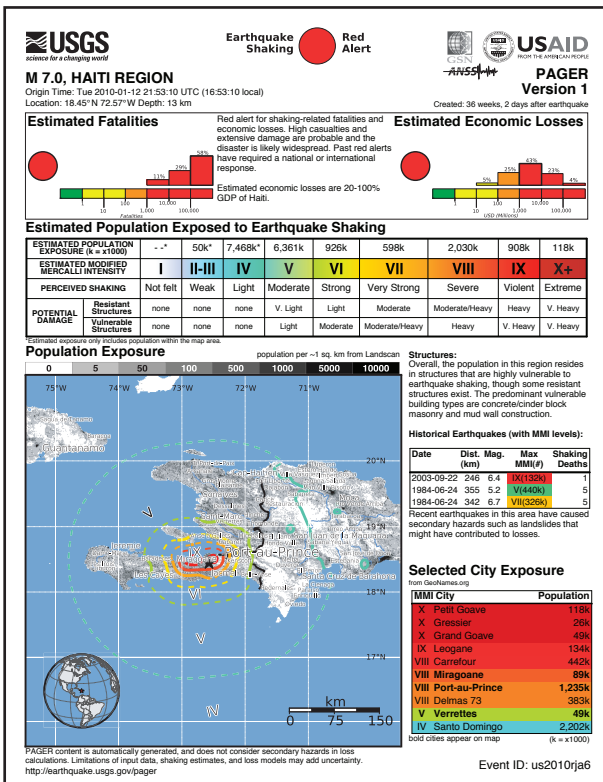 USGS
science for a changing world
Earthquake Shaking Red Alert
GSN
ANSS
USAID
FROM THE AMERICAN PEOPLE
M 7.0, HAITI REGION
Origin Time: Tue 2010-01-12 21:53:10 UTC (16:53:10 local)
Location: 18.45°N 72.57°W Depth: 13 km
PAGER
Version 1
Created: 36 weeks, 2 days after earthquake
Estimated Fatalities
11% 29% 58%
1 10 100 1,000 10,000 100,000
Fatalities
Red alert for shaking-related fatalities and
economic losses. High casualties and
extensive damage are probable and the
disaster is likely widespread. Past red alerts
have required a national or international
response.
Estimated economic losses are 20-100%
GDP of Haiti.
Estimated Economic Losses
5% 25% 43% 23% 4%
1 10 100 1,000 10,000 100,000
USD (Millions)
Estimated Population Exposed to Earthquake Shaking
ESTIMATED POPULATION EXPOSURE (k = x1000) - -* 50k* 7,468k* 6,361k 926k 598k 2,030k 908k 118k
ESTIMATED MODIFIED MERCALLI INTENSITY I II-III IV V VI VII VIII IX X+
PERCEIVED SHAKING Not felt Weak Light Moderate Strong Very Strong Severe Violent Extreme
POTENTIAL DAMAGE
Resistant Structures none none none V. Light Light Moderate Moderate/Heavy Heavy V. Heavy
Vulnerable Structures none none none Light Moderate Moderate/Heavy Heavy V. Heavy V. Heavy
*Estimated exposure only includes population within the map area.
Population Exposure
population per ~1 sq. km from Landscan
0 5 50 100 500 1000 5000 10000
75°W 74°W 73°W 72°W 71°W
20°N
19°N
18°N
17°N
Guantanamo
Port-au-Prince
Miragoane
Les Cayes
V
IX
VI
V
IV
km
0 75 150
PAGER content is automatically generated, and does not consider secondary hazards in loss
calculations. Limitations of input data, shaking estimates, and loss models may add uncertainty.
http://earthquake.usgs.gov/pager
Structures:
Overall, the population in this region resides
in structures that are highly vulnerable to
earthquake shaking, though some resistant
structures exist. The predominant vulnerable
building types are concrete/cinder block
masonry and mud wall construction.
Historical Earthquakes (with MMI levels):
Date Dist. (km) Mag. Max MMI(#) Shaking Deaths
2003-09-22 246 6.4 IX(132k) 1
1984-06-24 355 5.2 V(440k) 5
1984-06-24 342 6.7 VII(326k) 5
Recent earthquakes in this area have caused
secondary hazards such as landslides that
might have contributed to losses.
Selected City Exposure
from GeoNames.org
MMI City Population
X Petit Goave 118k
X Gressier 26k
X Grand Goave 49k
IX Leogane 134k
VIII Carrefour 442k
VIII Miragoane 89k
VIII Port-au-Prince 1,235k
VIII Delmas 73 383k
V Verrettes 49k
IV Santo Domingo 2,202k
bold cities appear on map (k = x1000)
Event ID: us2010rja6